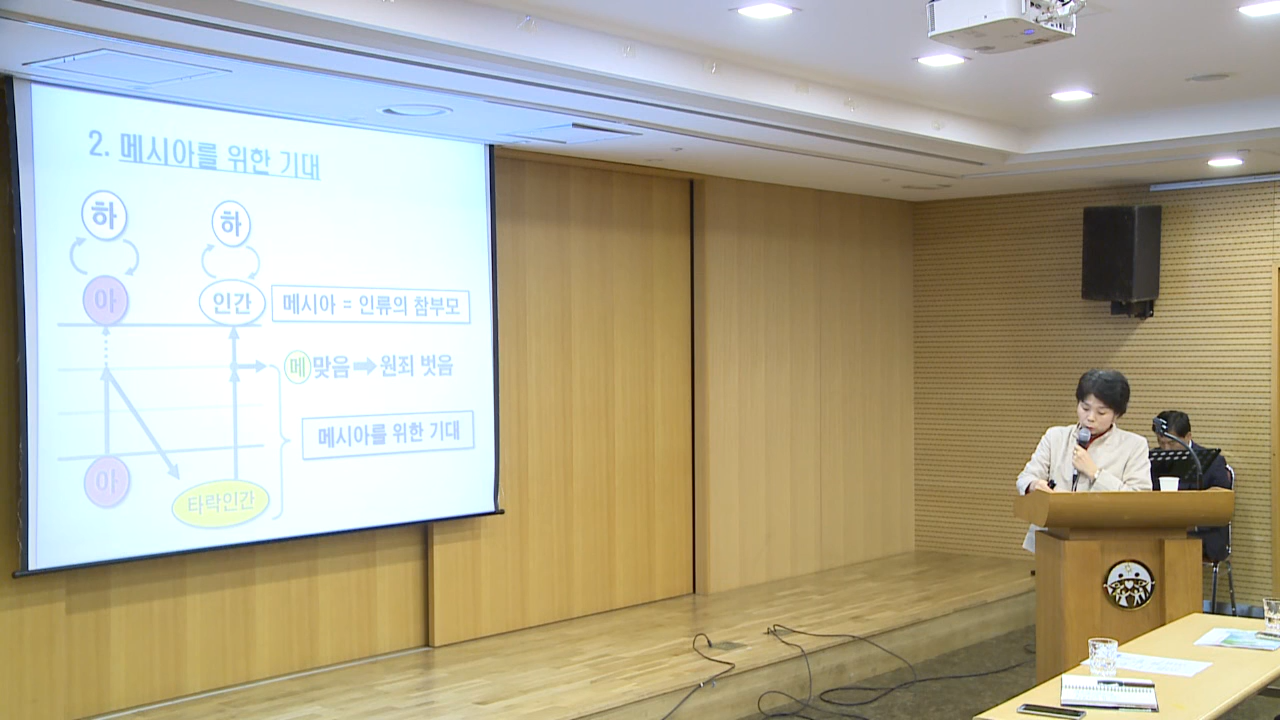 2. 메시아를 위한 기대
하 하
아 인간 메시아 = 인류의 참부모
메 맞음 ➡ 원죄 벗음
메시아를 위한 기대
아 타락인간